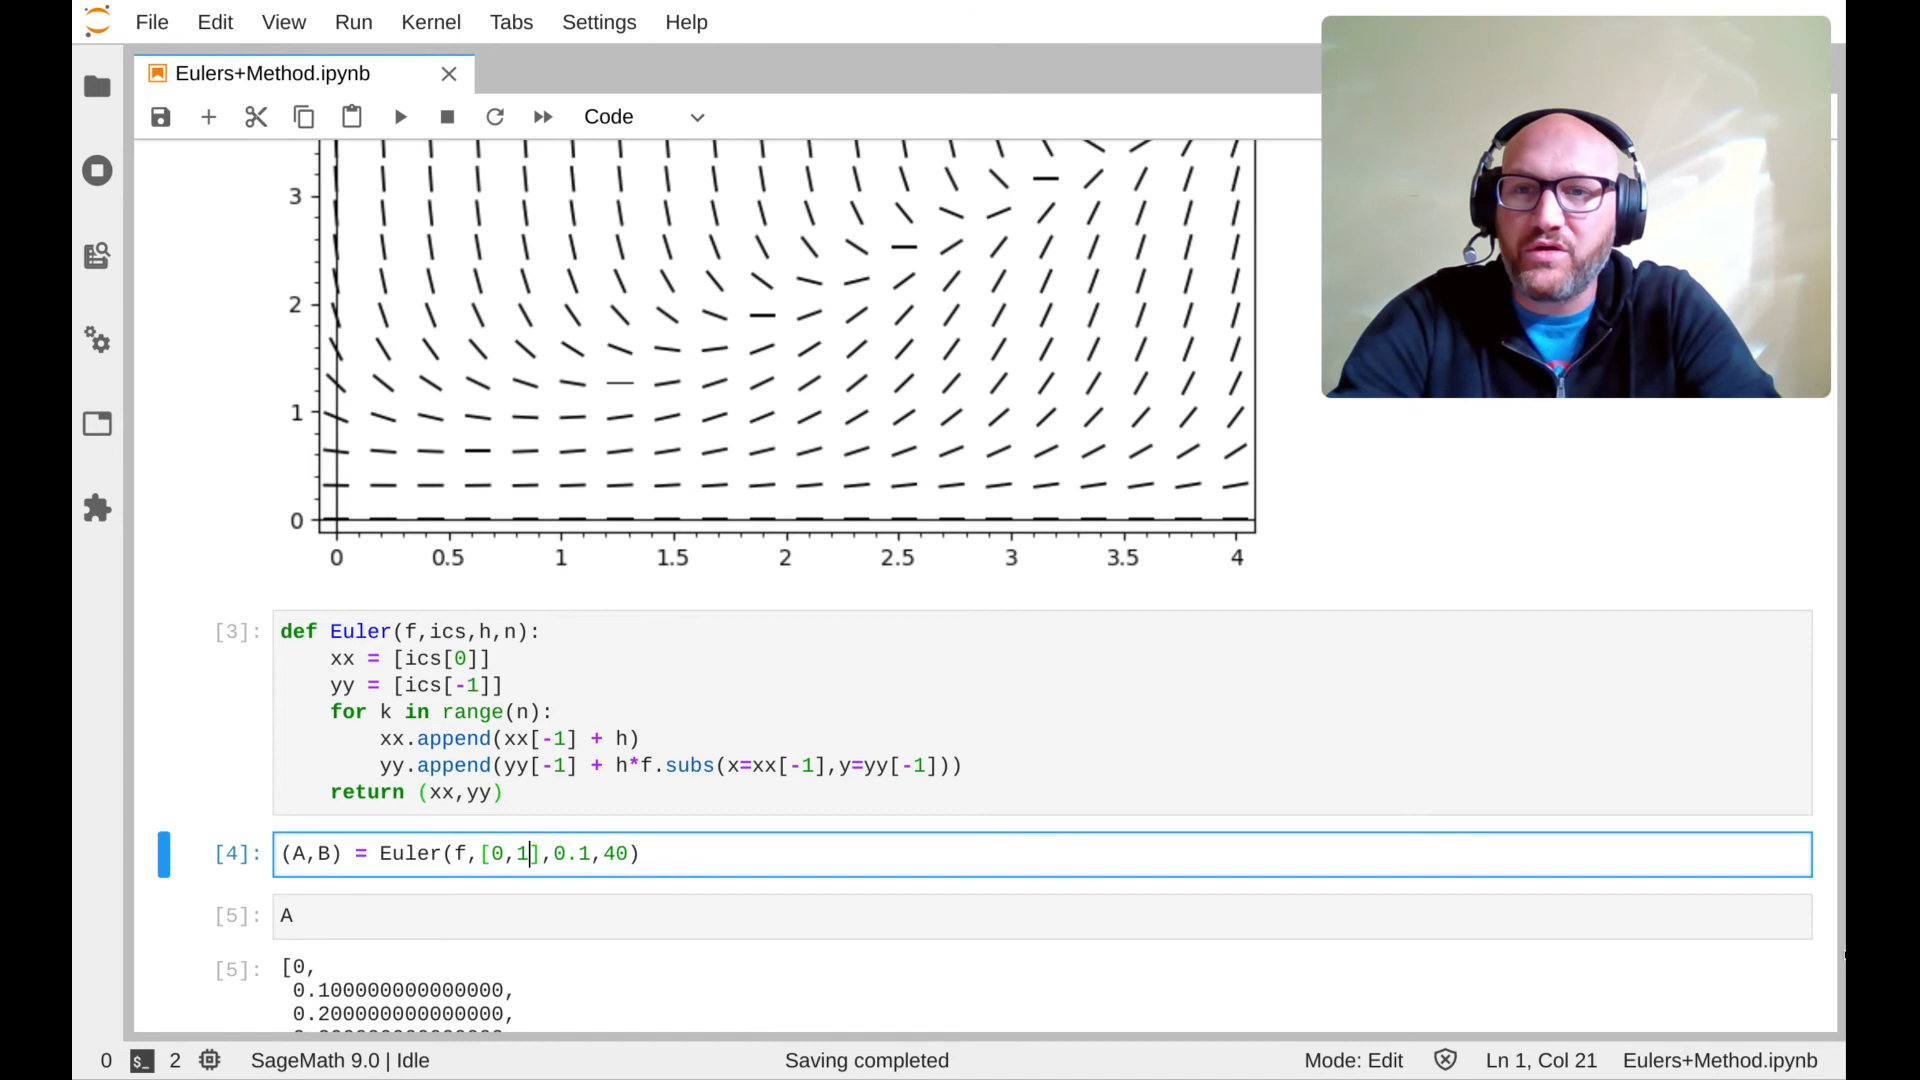 File Edit View Run Kernel Tabs Settings Help
Eulers+Method.ipynb
Code
3
2
1
0
0 0.5 1 1.5 2 2.5 3 3.5 4
[3]:
def Euler(f,ics,h,n):
    xx = [ics[0]]
    yy = [ics[-1]]
    for k in range(n):
        xx.append(xx[-1] + h)
        yy.append(yy[-1] + h*f.subs(x=xx[-1],y=yy[-1]))
    return (xx,yy)
[4]: (A,B) = Euler(f,[0,1],0.1,40)
[5]: A
[5]: [0,
0.100000000000000,
0.200000000000000,
0 $_ 2 SageMath 9.0 | Idle Saving completed Mode: Edit Ln 1, Col 21 Eulers+Method.ipynb